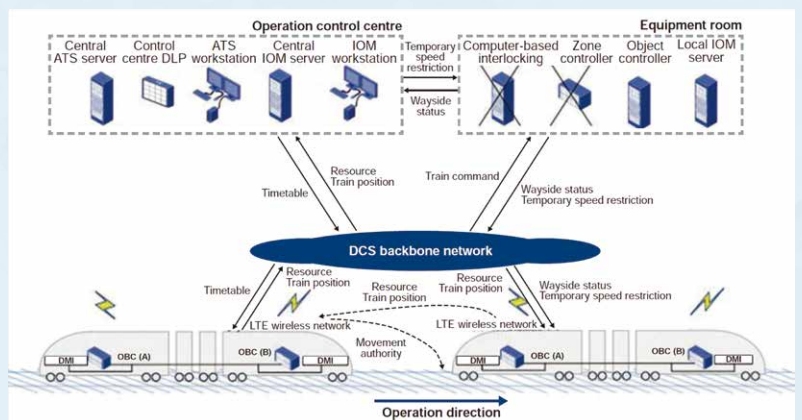 Operation control centre
Equipment room
Central
ATS server
Control
centre DLP
ATS
workstation
Central
IOM server
IOM
workstation
Temporary
speed
restriction
Wayside
status
Computer-based
interlocking
Zone
controller
Object
controller
Local IOM
server
Timetable
Resource
Train position
Train command
Wayside status
Temporary speed restriction
DCS backbone network
Timetable
Resource
Train position
LTE wireless network
Resource
Train position
Movement
authority
Resource
Train position
LTE wireless network
Wayside status
Temporary speed restriction
DMI
OBC (A)
OBC (B)
DMI
DMI
OBC (A)
OBC (B)
DMI
Operation direction